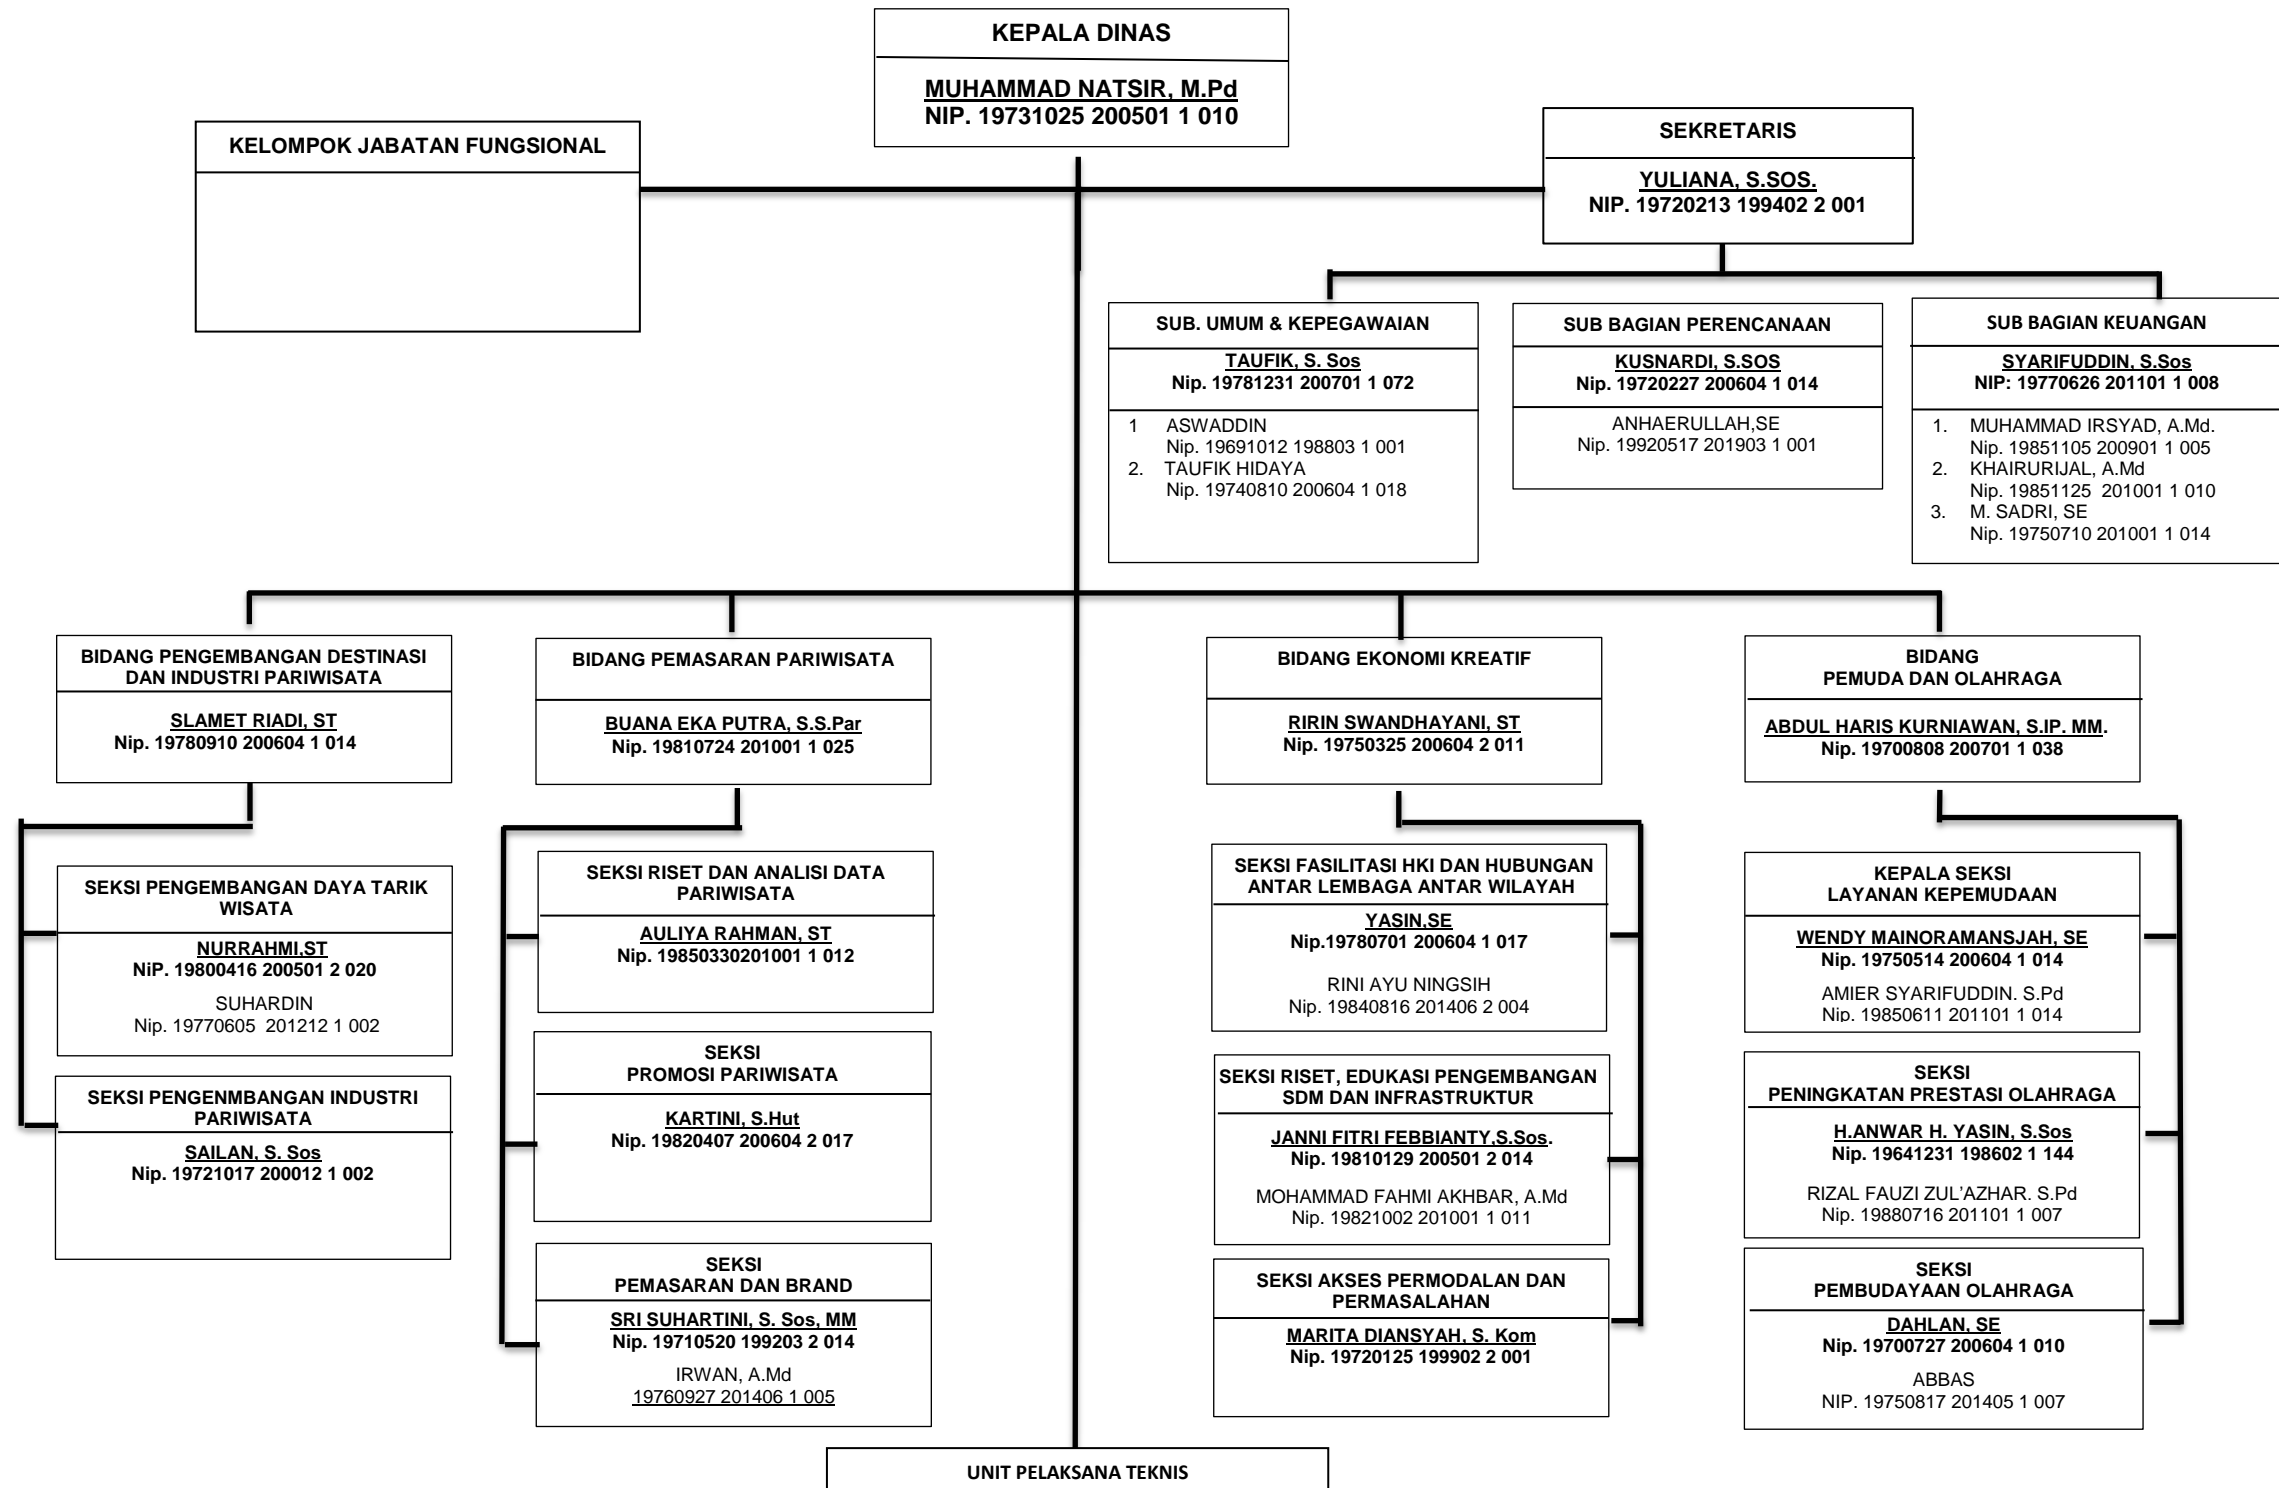 KEPALA DINAS
MUHAMMAD NATSIR, M.Pd
NIP. 19731025 200501 1 010
KELOMPOK JABATAN FUNGSIONAL
SEKRETARIS
YULIANA, S.SOS.
NIP. 19720213 199402 2 001
SUB. UMUM & KEPEGAWAIAN
TAUFIK, S. Sos
Nip. 19781231 200701 1 072
1 ASWADDIN
Nip. 19691012 198803 1 001
2. TAUFIK HIDAYA
Nip. 19740810 200604 1 018
SUB BAGIAN PERENCANAAN
KUSNARDI, S.SOS
Nip. 19720227 200604 1 014
ANHAERULLAH,SE
Nip. 19920517 201903 1 001
SUB BAGIAN KEUANGAN
SYARIFUDDIN, S.Sos
NIP: 19770626 201101 1 008
1. MUHAMMAD IRSYAD, A.Md.
Nip. 19851105 200901 1 005
2. KHAIRURIJAL, A.Md
Nip. 19851125 201001 1 010
3. M. SADRI, SE
Nip. 19750710 201001 1 014
BIDANG PENGEMBANGAN DESTINASI
DAN INDUSTRI PARIWISATA
SLAMET RIADI, ST
Nip. 19780910 200604 1 014
SEKSI PENGEMBANGAN DAYA TARIK
WISATA
NURRAHMI,ST
NiP. 19800416 200501 2 020
SUHARDIN
Nip. 19770605 201212 1 002
SEKSI PENGENMBANGAN INDUSTRI
PARIWISATA
SAILAN, S. Sos
Nip. 19721017 200012 1 002
BIDANG PEMASARAN PARIWISATA
BUANA EKA PUTRA, S.S.Par
Nip. 19810724 201001 1 025
SEKSI RISET DAN ANALISI DATA
PARIWISATA
AULIYA RAHMAN, ST
Nip. 19850330201001 1 012
SEKSI
PROMOSI PARIWISATA
KARTINI, S.Hut
Nip. 19820407 200604 2 017
SEKSI
PEMASARAN DAN BRAND
SRI SUHARTINI, S. Sos, MM
Nip. 19710520 199203 2 014
IRWAN, A.Md
19760927 201406 1 005
BIDANG EKONOMI KREATIF
RIRIN SWANDHAYANI, ST
Nip. 19750325 200604 2 011
SEKSI FASILITASI HKI DAN HUBUNGAN
ANTAR LEMBAGA ANTAR WILAYAH
YASIN,SE
Nip.19780701 200604 1 017
RINI AYU NINGSIH
Nip. 19840816 201406 2 004
SEKSI RISET, EDUKASI PENGEMBANGAN
SDM DAN INFRASTRUKTUR
JANNI FITRI FEBBIANTY,S.Sos.
Nip. 19810129 200501 2 014
MOHAMMAD FAHMI AKHBAR, A.Md
Nip. 19821002 201001 1 011
SEKSI AKSES PERMODALAN DAN
PERMASALAHAN
MARITA DIANSYAH, S. Kom
Nip. 19720125 199902 2 001
BIDANG
PEMUDA DAN OLAHRAGA
ABDUL HARIS KURNIAWAN, S.IP. MM.
Nip. 19700808 200701 1 038
KEPALA SEKSI
LAYANAN KEPEMUDAAN
WENDY MAINORAMANSJAH, SE
Nip. 19750514 200604 1 014
AMIER SYARIFUDDIN. S.Pd
Nip. 19850611 201101 1 014
SEKSI
PENINGKATAN PRESTASI OLAHRAGA
H.ANWAR H. YASIN, S.Sos
Nip. 19641231 198602 1 144
RIZAL FAUZI ZUL'AZHAR. S.Pd
Nip. 19880716 201101 1 007
SEKSI
PEMBUDAYAAN OLAHRAGA
DAHLAN, SE
Nip. 19700727 200604 1 010
ABBAS
NIP. 19750817 201405 1 007
UNIT PELAKSANA TEKNIS